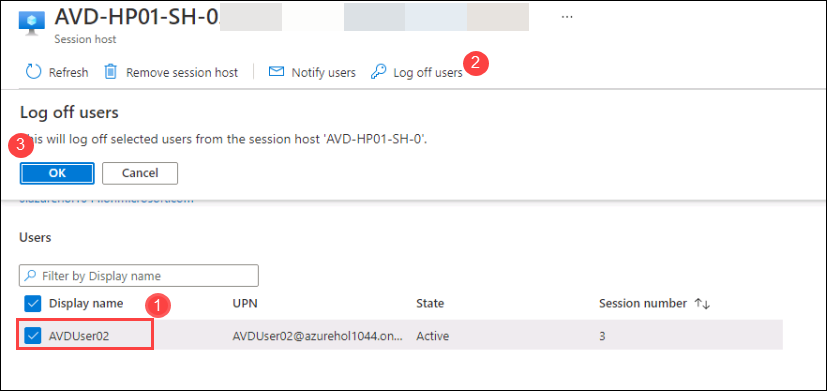 AVD-HP01-SH-0
...
Session host
Refresh Remove session host Notify users Log off users 2
Log off users
3 his will log off selected users from the session host 'AVD-HP01-SH-0'.
OK Cancel
Users
Filter by Display name
Display name 1 UPN State Session number ↑↓
AVDUser02 AVDUser02@azurehol1044.on... Active 3